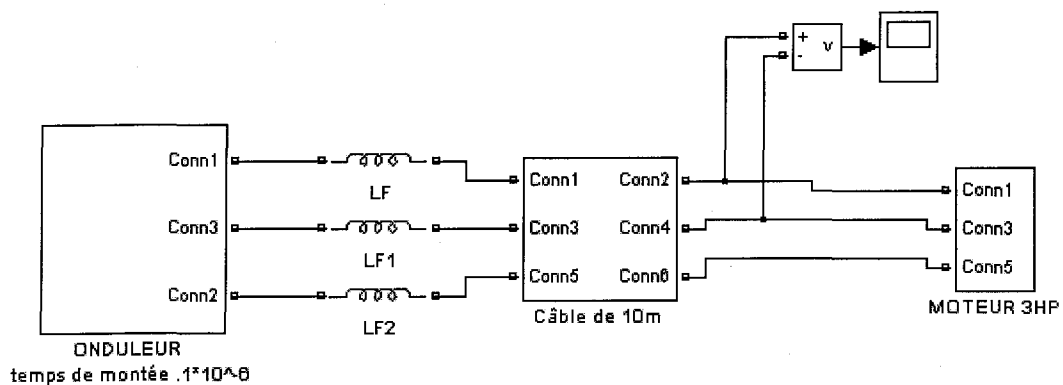 +
v
-
Conn1
LF
Conn1
Conn2
Conn1
Conn3
LF1
Conn3
Conn4
Conn3
Conn2
LF2
Conn5
Conn6
Conn5
Câble de 10m
MOTEUR 3HP
ONDULEUR
temps de montée .1*10^-6